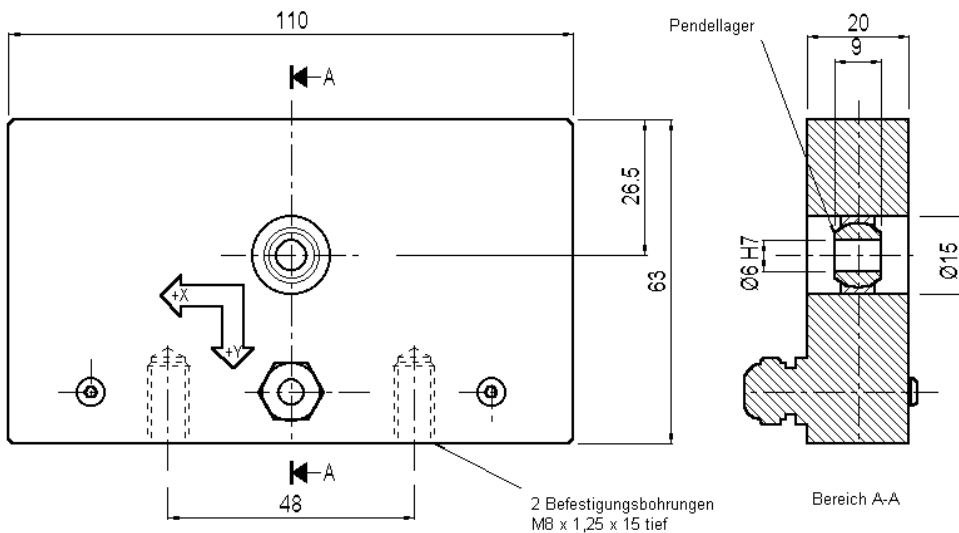 110
Pendellager
20
9
A
26.5
63
Ø6 H7
Ø15
+X
+Y
A
48
2 Befestigungsbohrungen
M8 x 1,25 x 15 tief
Bereich A-A